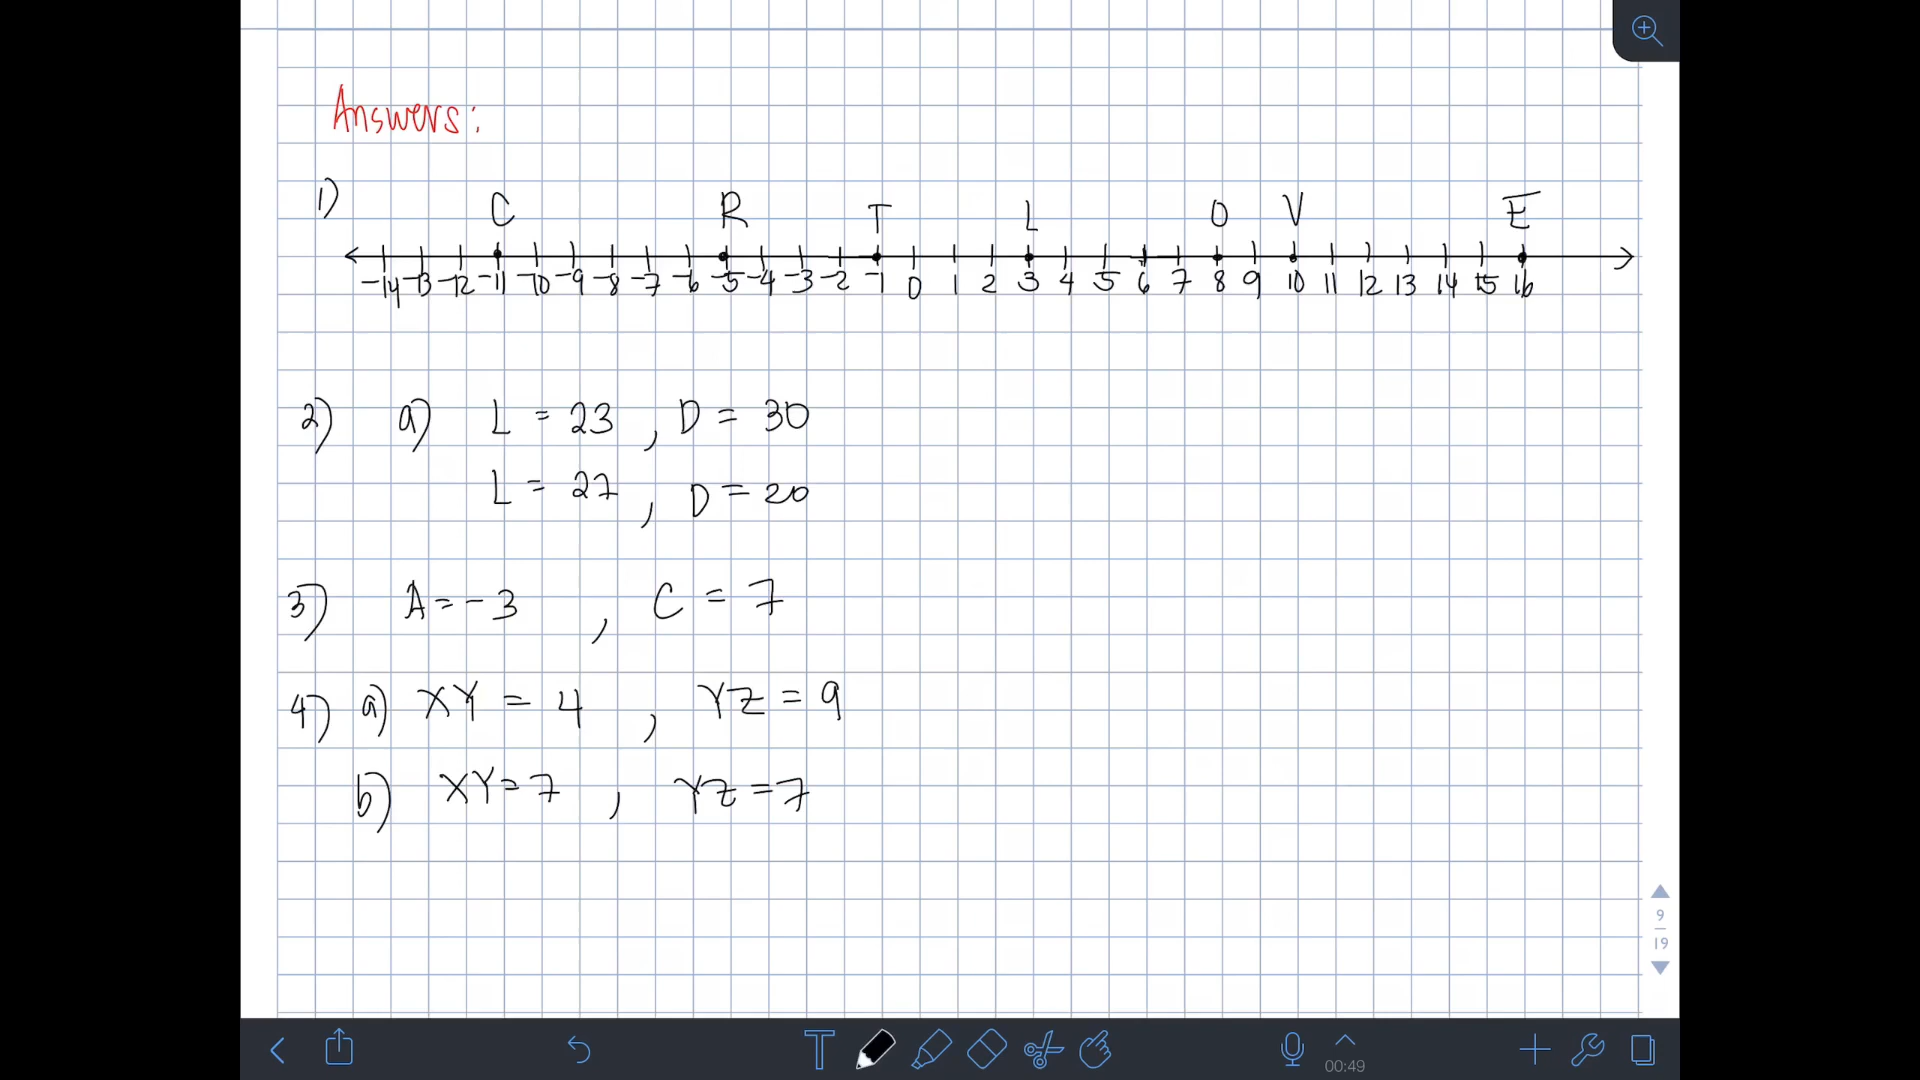 Answers:
1)
C R T L O V E
-14 -13 -12 -11 -10 -9 -8 -7 -6 -5 -4 -3 -2 -1 0 1 2 3 4 5 6 7 8 9 10 11 12 13 14 15 16
2) a) L = 23 , D = 30
L = 27 , D = 20
3) A = -3 , C = 7
4) a) XY = 4 , YZ = 9
b) XY = 7 , YZ = 7
9
19
T
00:49